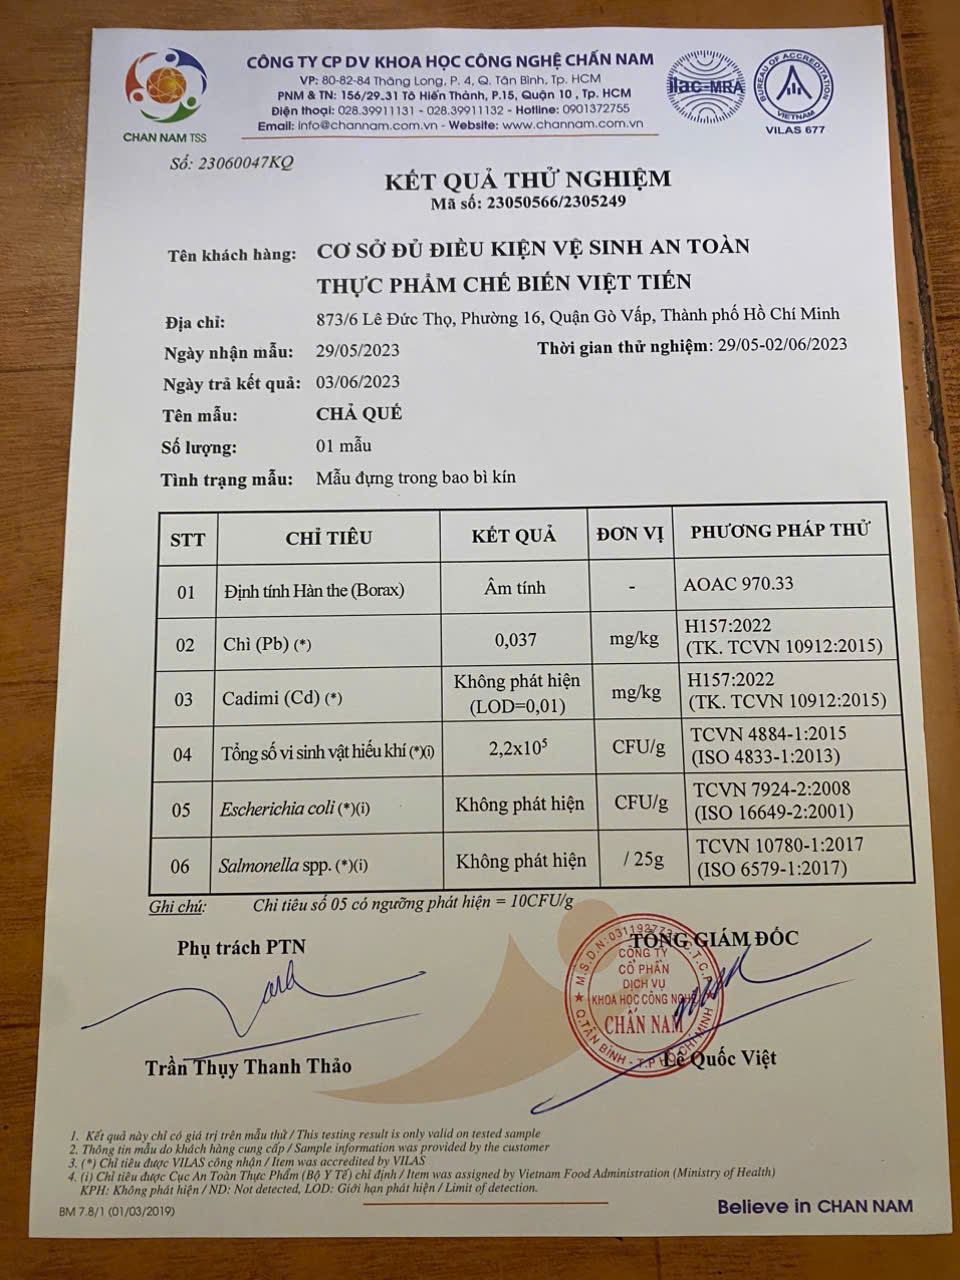 CHAN NAM TSS
CÔNG TY CP DV KHOA HỌC CÔNG NGHỆ CHẤN NAM
VP: 80-82-84 Thăng Long, P. 4, Q. Tân Bình, Tp. HCM
PNM & TN: 156/29.31 Tô Hiến Thành, P.15, Quận 10 , Tp. HCM
Điện thoại: 028.39911131 - 028.39911132 - Hotline: 0901372755
Email: info@channam.com.vn - Website: www.channam.com.vn
ilac-MRA
BUREAU OF ACCREDITATION
VIETNAM
VILAS 677
Số: 23060047KQ
KẾT QUẢ THỬ NGHIỆM
Mã số: 23050566/2305249
Tên khách hàng: CƠ SỞ ĐỦ ĐIỀU KIỆN VỆ SINH AN TOÀN
THỰC PHẨM CHẾ BIẾN VIỆT TIẾN
Địa chỉ: 873/6 Lê Đức Thọ, Phường 16, Quận Gò Vấp, Thành phố Hồ Chí Minh
Ngày nhận mẫu: 29/05/2023 Thời gian thử nghiệm: 29/05-02/06/2023
Ngày trả kết quả: 03/06/2023
Tên mẫu: CHẢ QUẾ
Số lượng: 01 mẫu
Tình trạng mẫu: Mẫu đựng trong bao bì kín
STT CHỈ TIÊU KẾT QUẢ ĐƠN VỊ PHƯƠNG PHÁP THỬ
01 Định tính Hàn the (Borax) Âm tính - AOAC 970.33
02 Chì (Pb) (*) 0,037 mg/kg H157:2022
(TK. TCVN 10912:2015)
03 Cadimi (Cd) (*) Không phát hiện
(LOD=0,01) mg/kg H157:2022
(TK. TCVN 10912:2015)
04 Tổng số vi sinh vật hiếu khí (*)(i) 2,2x10⁵ CFU/g TCVN 4884-1:2015
(ISO 4833-1:2013)
05 Escherichia coli (*)(i) Không phát hiện CFU/g TCVN 7924-2:2008
(ISO 16649-2:2001)
06 Salmonella spp. (*)(i) Không phát hiện / 25g TCVN 10780-1:2017
(ISO 6579-1:2017)
Ghi chú: Chỉ tiêu số 05 có ngưỡng phát hiện = 10CFU/g
Phụ trách PTN TỔNG GIÁM ĐỐC
CÔNG TY
CỔ PHẦN
DỊCH VỤ
KHOA HỌC CÔNG NGHỆ
CHẤN NAM
Q.TÂN BÌNH - T.P HỒ CHÍ MINH
Trần Thụy Thanh Thảo Lê Quốc Việt
1. Kết quả này chỉ có giá trị trên mẫu thử / This testing result is only valid on tested sample
2. Thông tin mẫu do khách hàng cung cấp / Sample information was provided by the customer
3. (*) Chỉ tiêu được VILAS công nhận / Item was accredited by VILAS
4. (i) Chỉ tiêu được Cục An Toàn Thực Phẩm (Bộ Y Tế) chỉ định / Item was assigned by Vietnam Food Administration (Ministry of Health)
KPH: Không phát hiện / ND: Not detected, LOD: Giới hạn phát hiện / Limit of detection.
BM 7.8/1 (01/03/2019)
Believe in CHAN NAM